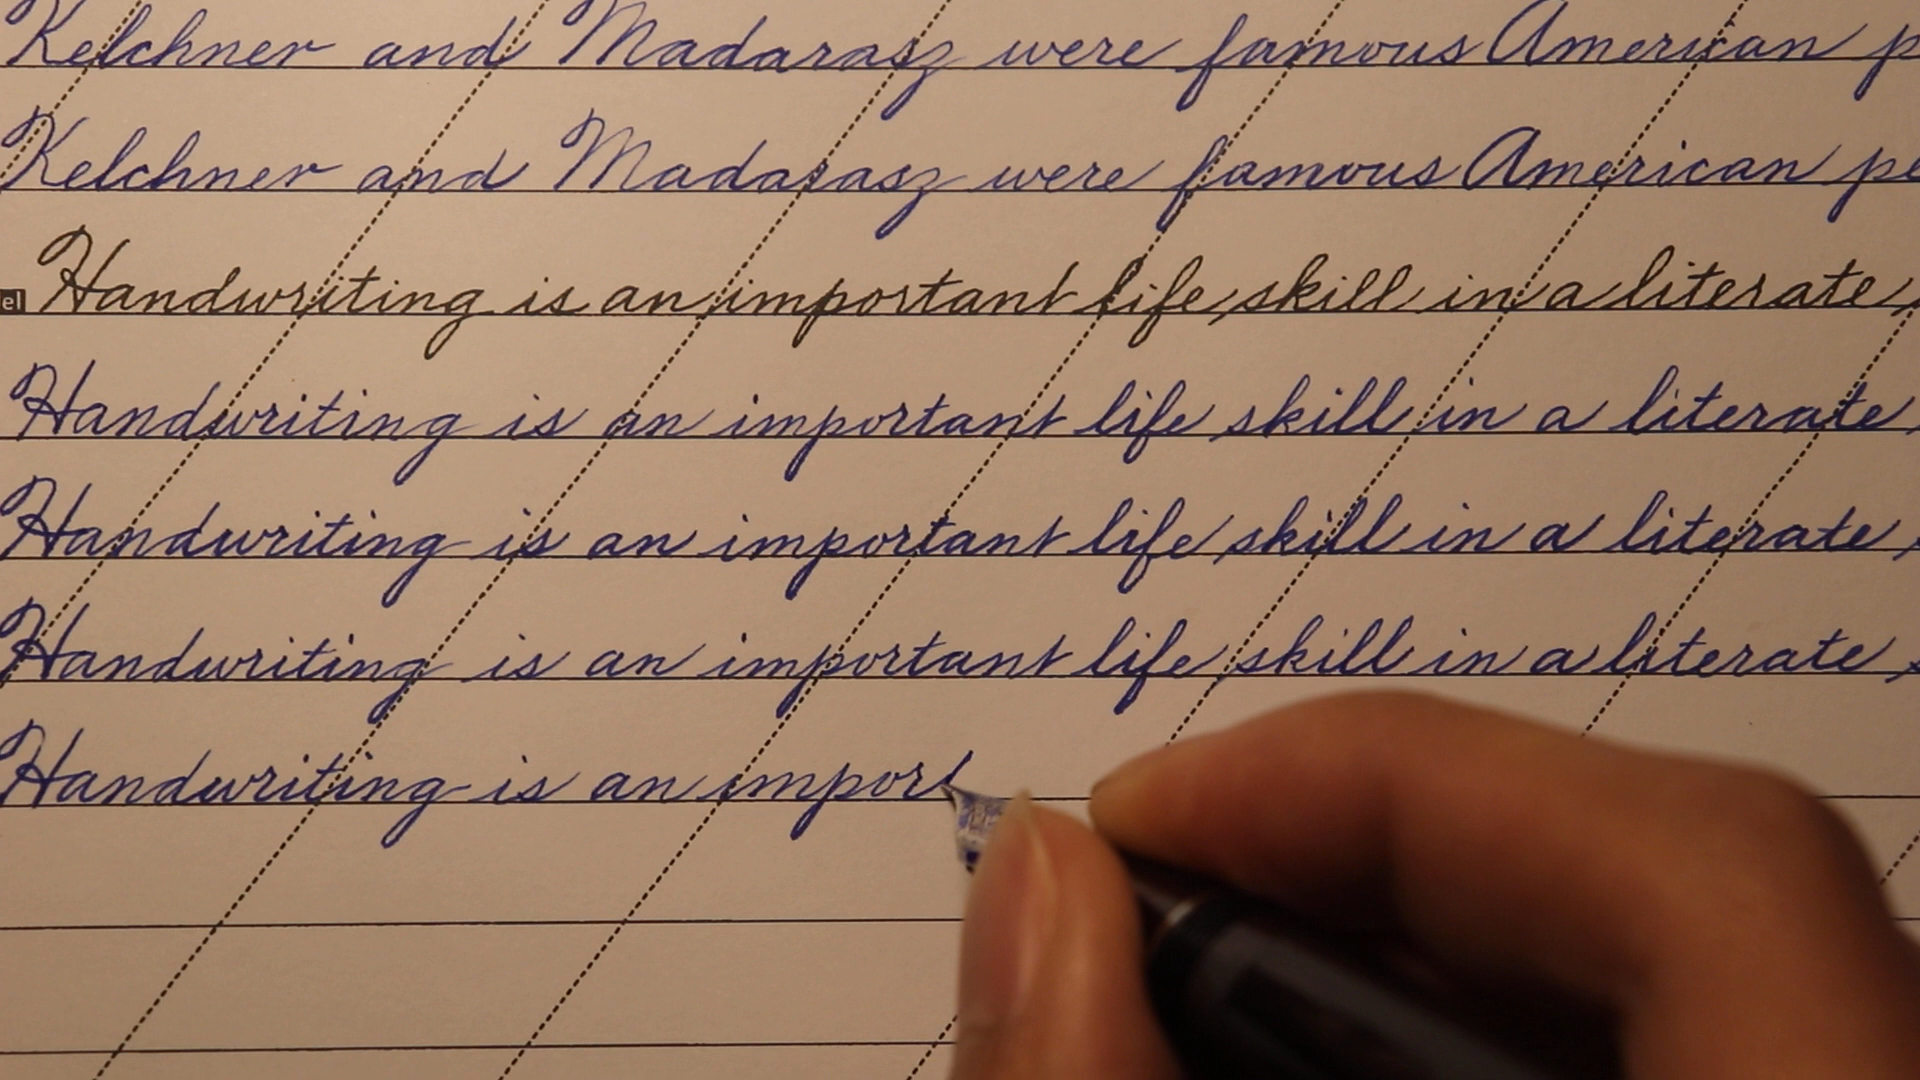 Kelchner and Madarasz were famous American p
Kelchner and Madarasz were famous American pe
el Handwriting is an important life skill in a literate
Handwriting is an important life skill in a literate
Handwriting is an important life skill in a literate
Handwriting is an important life skill in a literate
Handwriting is an import